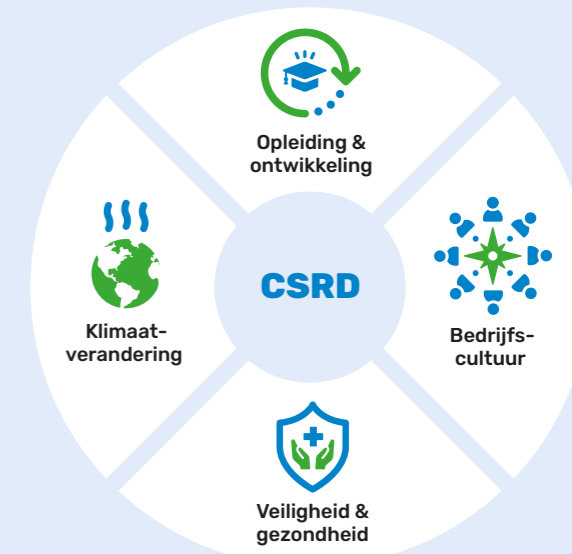 Opleiding &
ontwikkeling
CSRD
Klimaat-
verandering
Bedrijfs-
cultuur
Veiligheid &
gezondheid